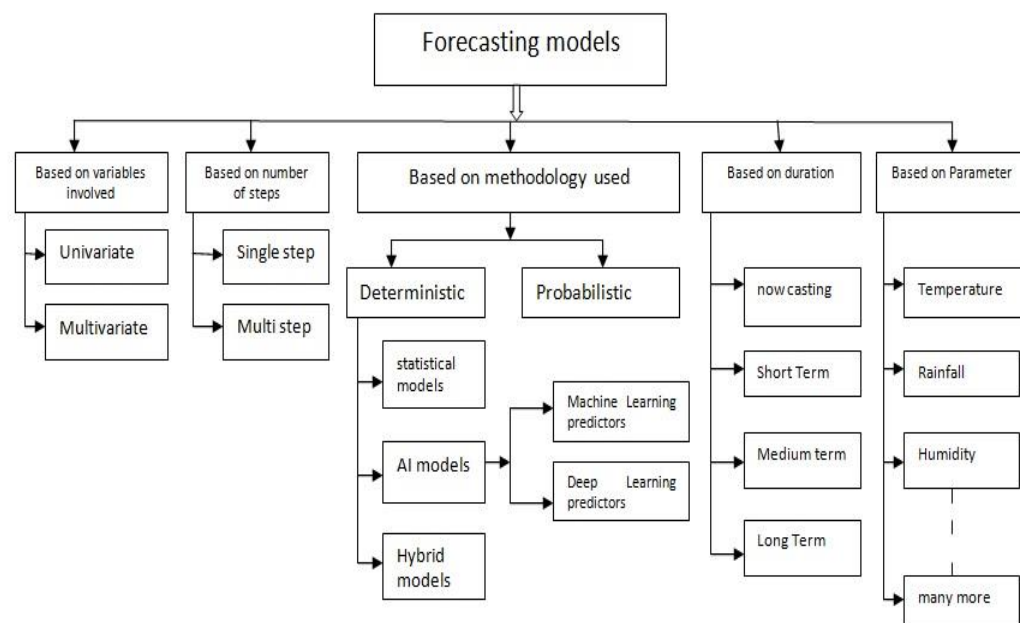 Forecasting models
Based on variables
involved
Based on number
of steps
Based on methodology used
Based on duration
Based on Parameter
Univariate
Multivariate
Single step
Multi step
Deterministic
Probabilistic
statistical
models
AI models
Hybrid
models
Machine Learning
predictors
Deep Learning
predictors
now casting
Short Term
Medium term
Long Term
Temperature
Rainfall
Humidity
many more